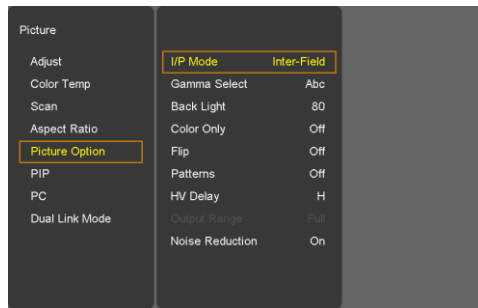 Picture
Adjust
Color Temp
Scan
Aspect Ratio
Picture Option
PIP
PC
Dual Link Mode
I/P Mode Inter-Field
Gamma Select Abc
Back Light 80
Color Only Off
Flip Off
Patterns Off
HV Delay H
Output Range Full
Noise Reduction On